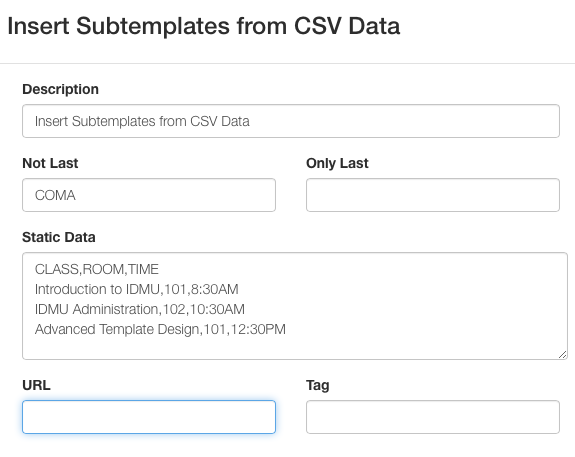 Insert Subtemplates from CSV Data
Description
Insert Subtemplates from CSV Data
Not Last
Only Last
COMA
Static Data
CLASS,ROOM,TIME
Introduction to IDMU,101,8:30AM
IDMU Administration,102,10:30AM
Advanced Template Design,101,12:30PM
URL
Tag